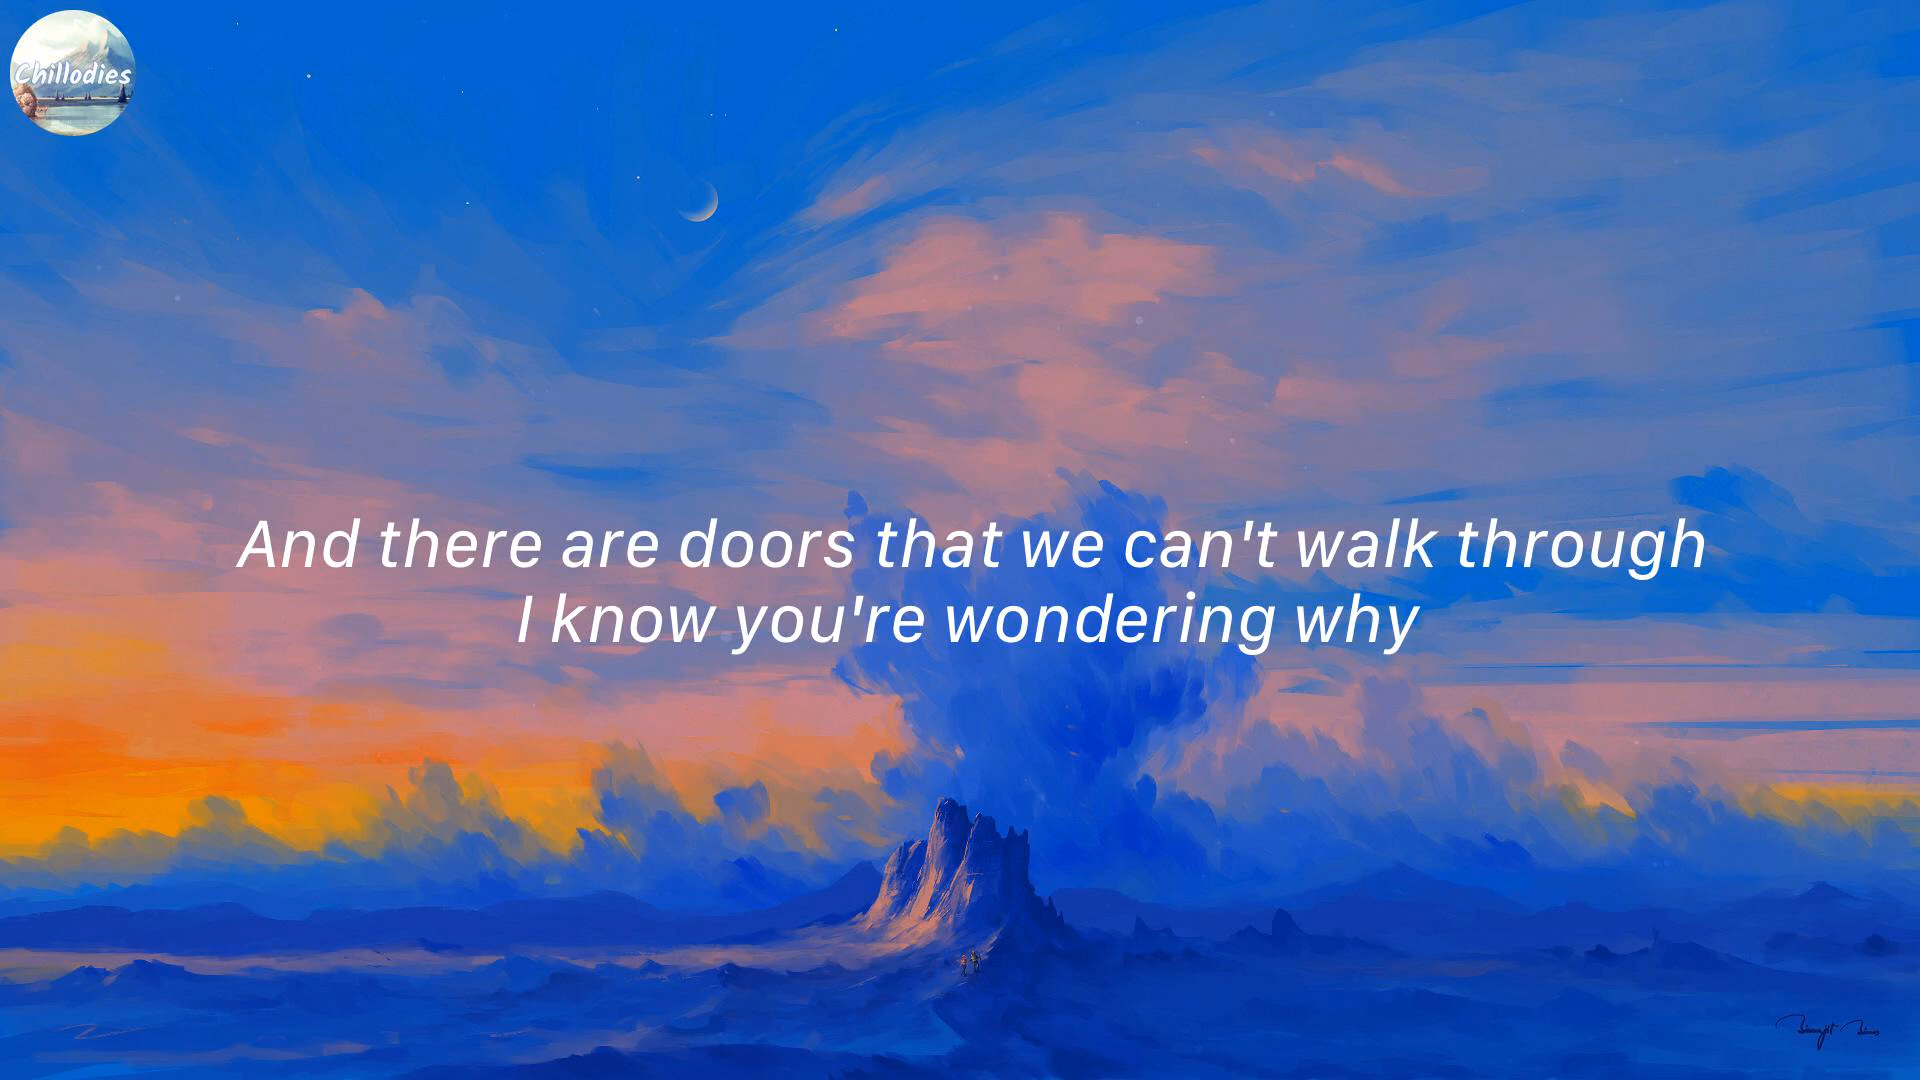 Chillodies
And there are doors that we can't walk through
I know you're wondering why